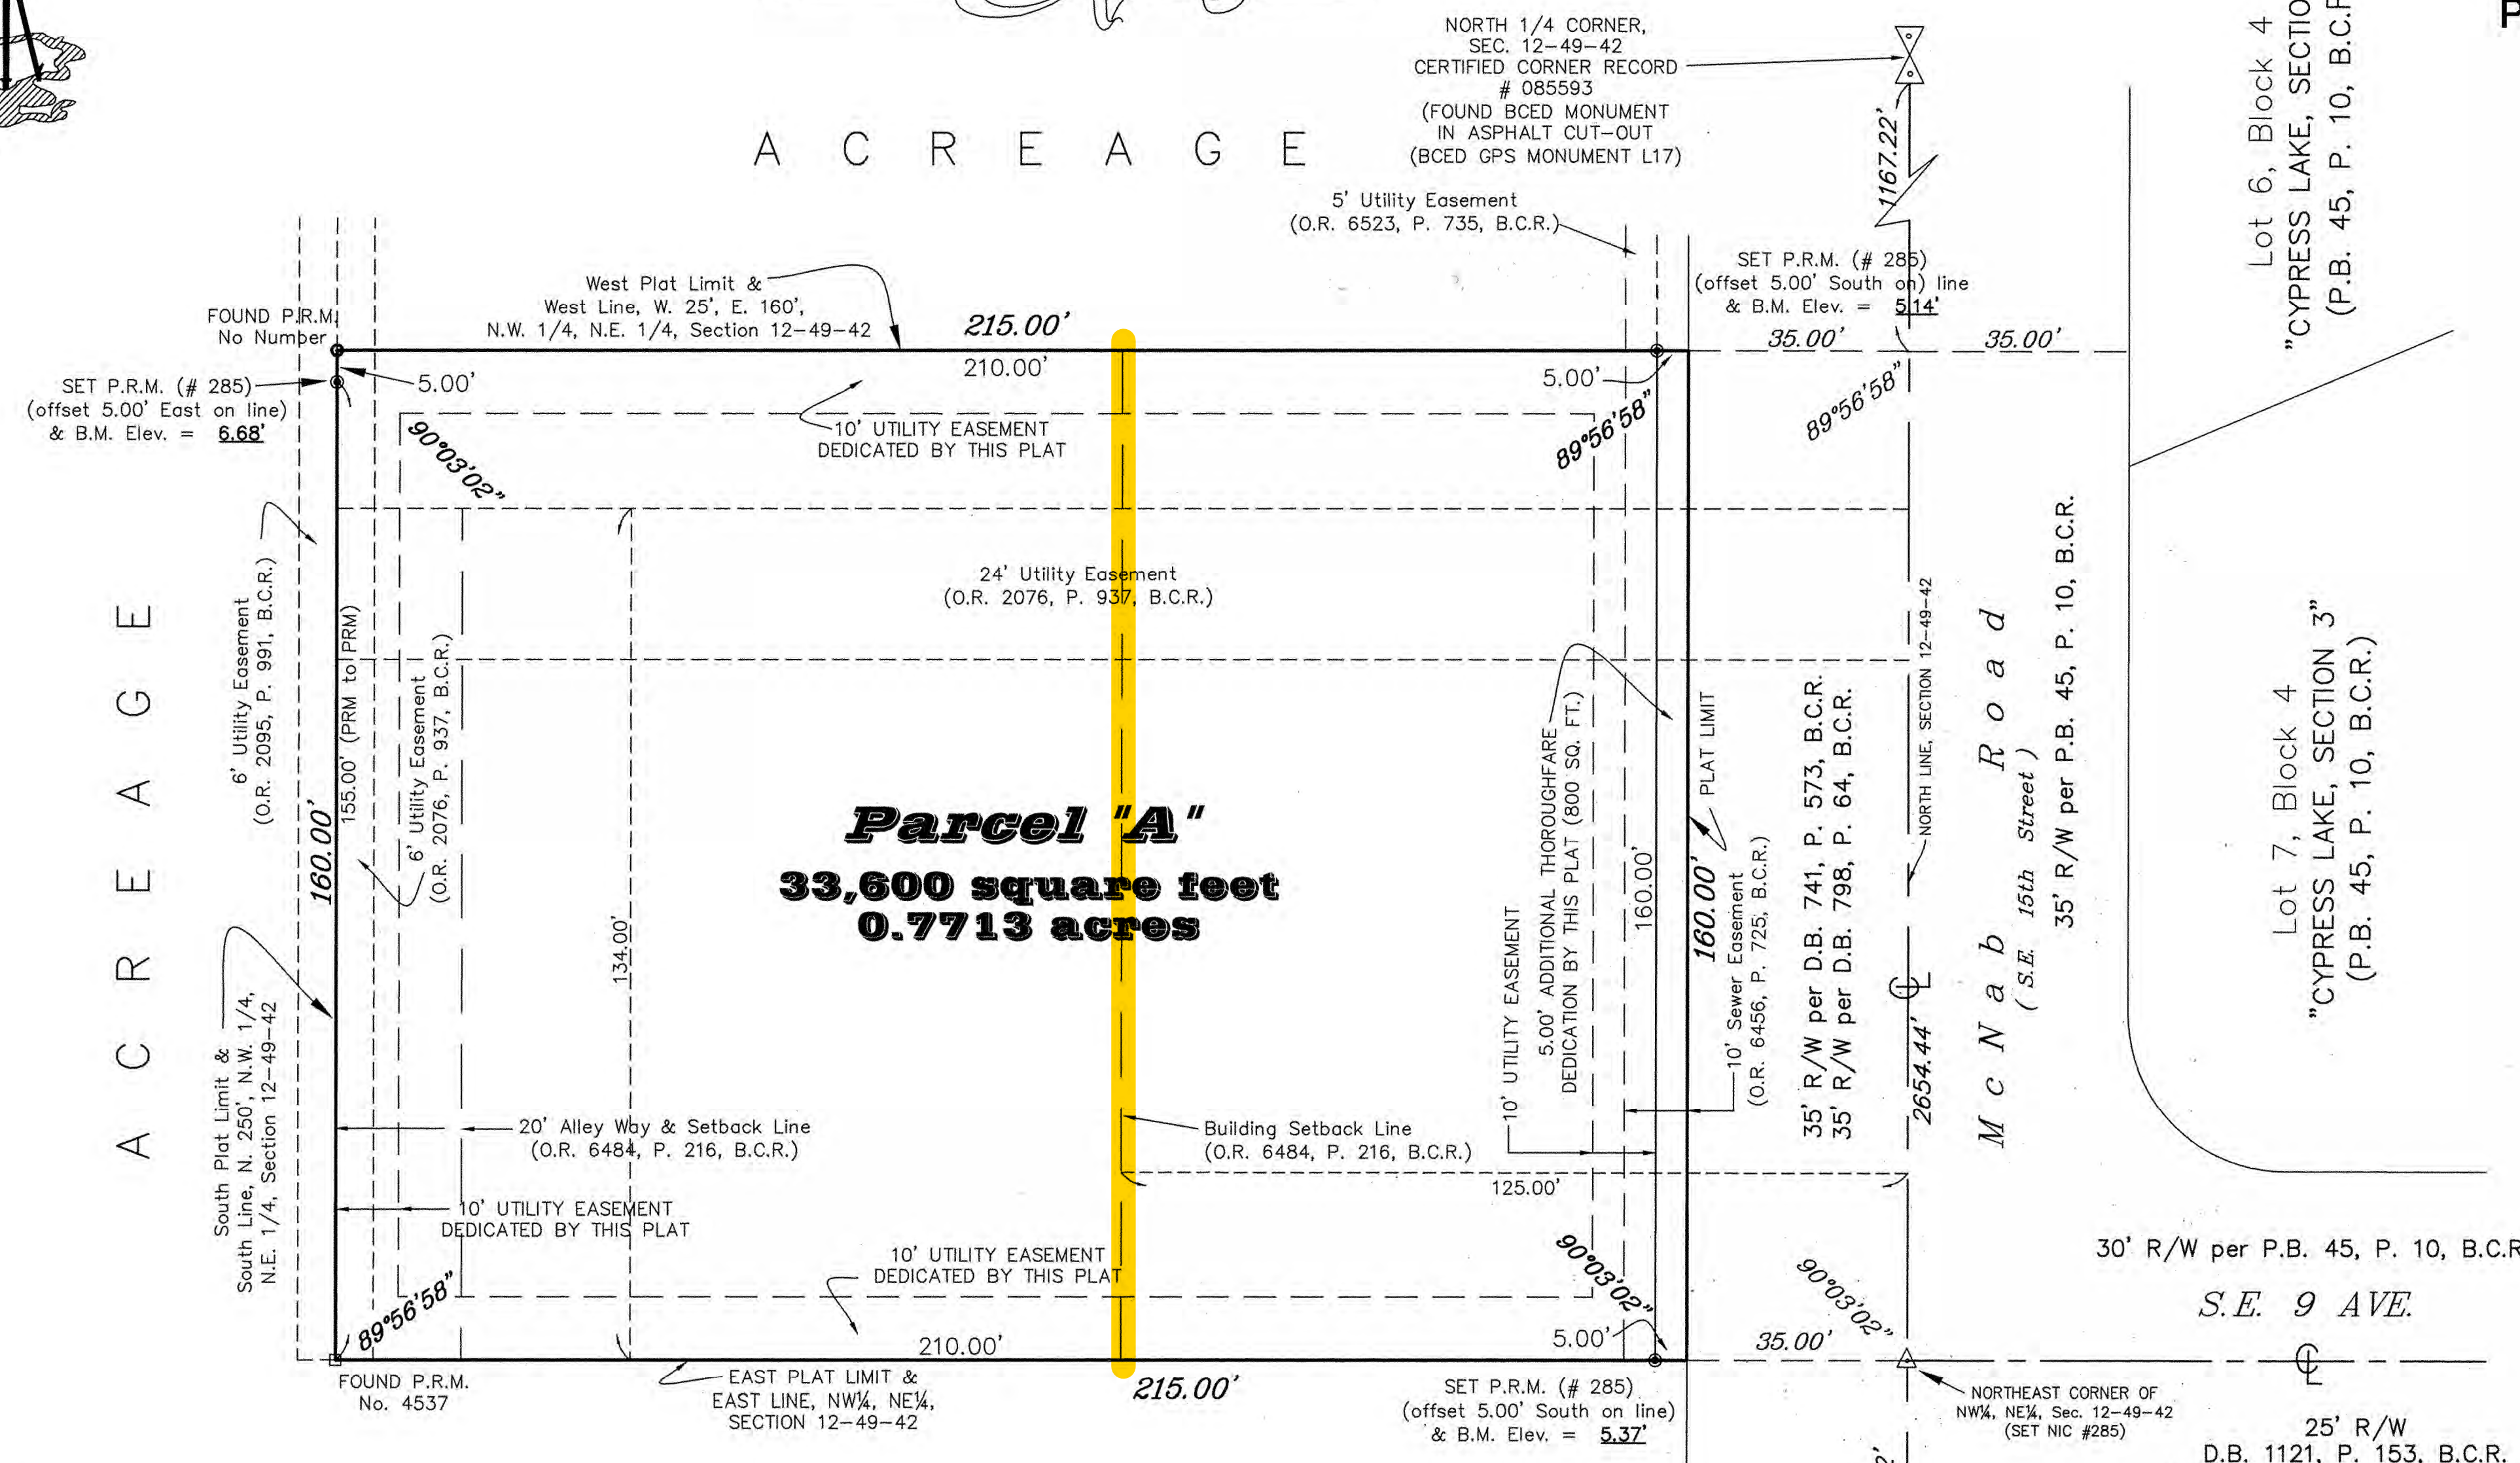 NORTH 1/4 CORNER,
SEC. 12-49-42
CERTIFIED CORNER RECORD
# 085593
(FOUND BCED MONUMENT
IN ASPHALT CUT-OUT
(BCED GPS MONUMENT L17)
1167.22'
Lot 6, Block 4
"CYPRESS LAKE, SECTIO
(P.B. 45, P. 10, B.C.R
P
A C R E A G E
5' Utility Easement
(O.R. 6523, P. 735, B.C.R.)
SET P.R.M. (# 285)
(offset 5.00' South on) line
& B.M. Elev. = 5.14'
West Plat Limit &
West Line, W. 25', E. 160',
N.W. 1/4, N.E. 1/4, Section 12-49-42
215.00'
210.00'
FOUND P.R.M.
No Number
SET P.R.M. (# 285)
(offset 5.00' East on line)
& B.M. Elev. = 6.68'
5.00'
5.00'
35.00'
35.00'
10' UTILITY EASEMENT
DEDICATED BY THIS PLAT
90°03'02"
89°56'58"
89°56'58"
24' Utility Easement
(O.R. 2076, P. 937, B.C.R.)
A C R E A G E
6' Utility Easement
(O.R. 2095, P. 991, B.C.R.)
160.00'
155.00' (PRM to PRM)
6' Utility Easement
(O.R. 2076, P. 937, B.C.R.)
134.00'
Parcel "A"
33,600 square feet
0.7713 acres
5.00' ADDITIONAL THOROUGHFARE
DEDICATION BY THIS PLAT (800 SQ. FT.)
10' UTILITY EASEMENT
160.00'
160.00'
PLAT LIMIT
10' Sewer Easement
(O.R. 6456, P. 725, B.C.R.)
35' R/W per D.B. 741, P. 573, B.C.R.
35' R/W per D.B. 798, P. 64, B.C.R.
NORTH LINE, SECTION 12-49-42
CL
2654.44'
McNab Road
( S.E. 15th Street )
35' R/W per P.B. 45, P. 10, B.C.R.
Lot 7, Block 4
"CYPRESS LAKE, SECTION 3"
(P.B. 45, P. 10, B.C.R.)
South Plat Limit &
South Line, N. 250', N.W. 1/4,
N.E. 1/4, Section 12-49-42
20' Alley Way & Setback Line
(O.R. 6484, P. 216, B.C.R.)
Building Setback Line
(O.R. 6484, P. 216, B.C.R.)
125.00'
10' UTILITY EASEMENT
DEDICATED BY THIS PLAT
10' UTILITY EASEMENT
DEDICATED BY THIS PLAT
89°56'58"
90°03'02"
90°03'02"
210.00'
5.00'
35.00'
30' R/W per P.B. 45, P. 10, B.C.R
S.E. 9 AVE.
CL
FOUND P.R.M.
No. 4537
EAST PLAT LIMIT &
EAST LINE, NW¼, NE¼,
SECTION 12-49-42
215.00'
SET P.R.M. (# 285)
(offset 5.00' South on line)
& B.M. Elev. = 5.37'
NORTHEAST CORNER OF
NW¼, NE¼, Sec. 12-49-42
(SET NIC #285)
25' R/W
D.B. 1121, P. 153, B.C.R.